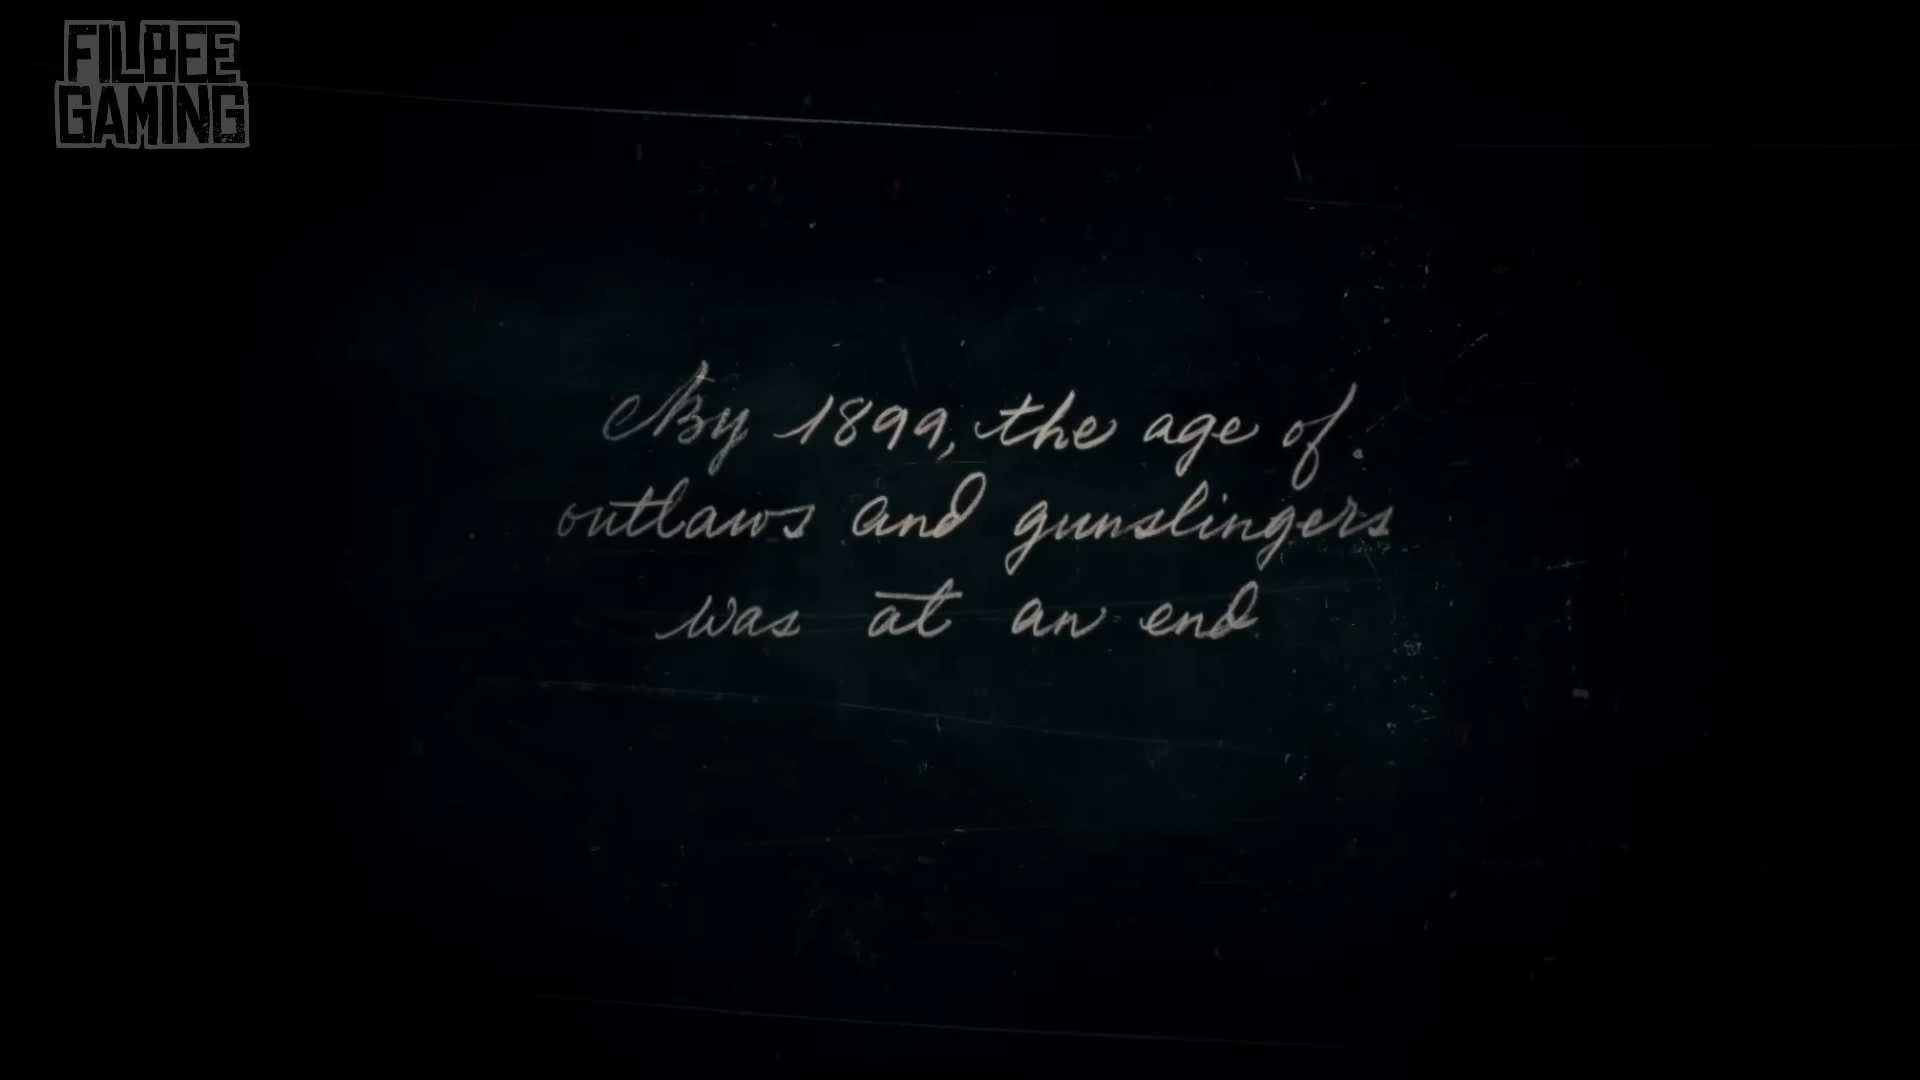 FILBEE
GAMING
By 1899, the age of
outlaws and gunslingers
was at an end.